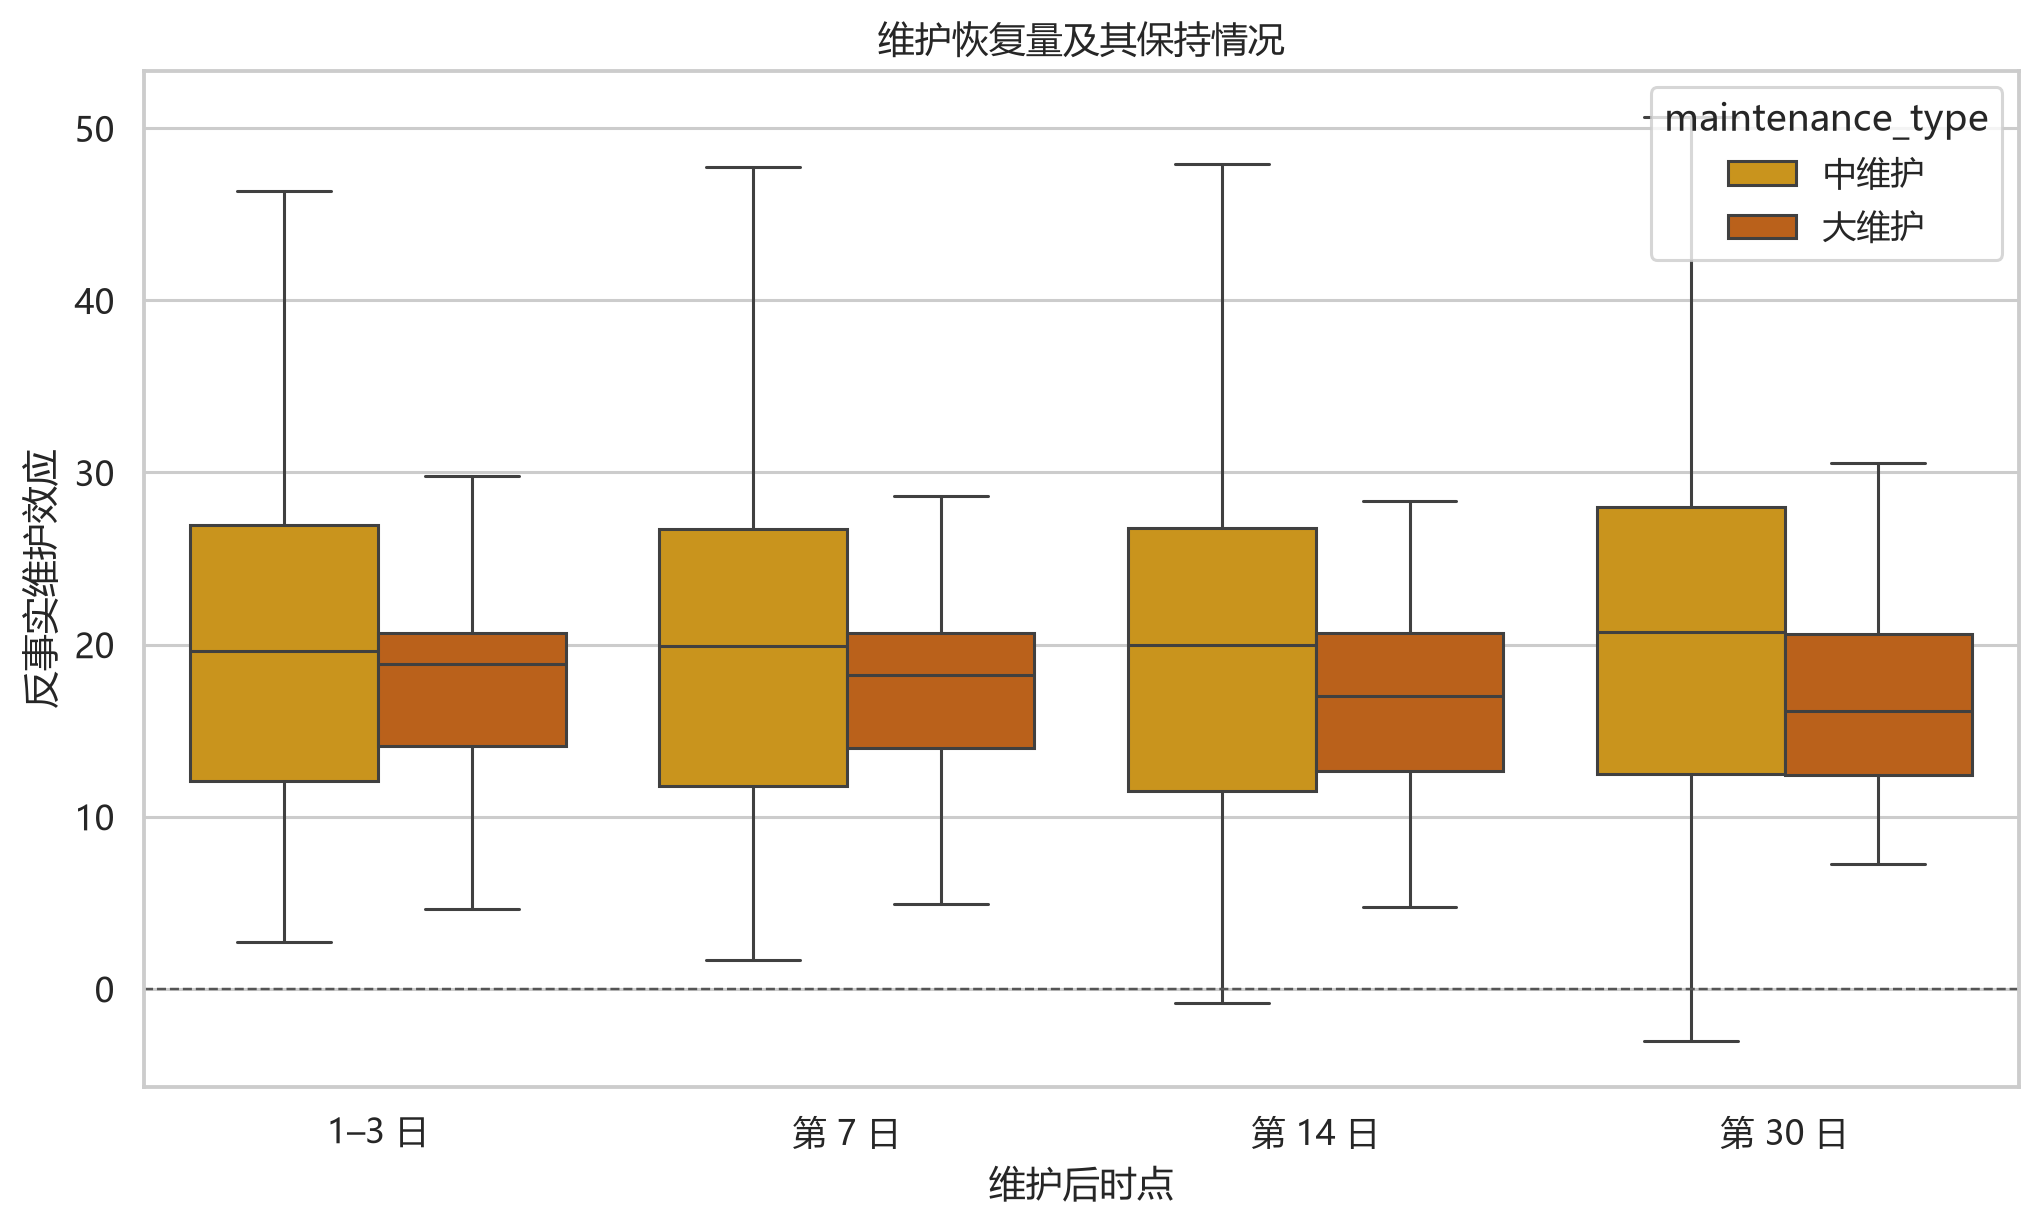 维护恢复量及其保持情况
反事实维护效应
50
40
30
20
10
0
maintenance_type
中维护
大维护
1–3 日
第 7 日
第 14 日
第 30 日
维护后时点